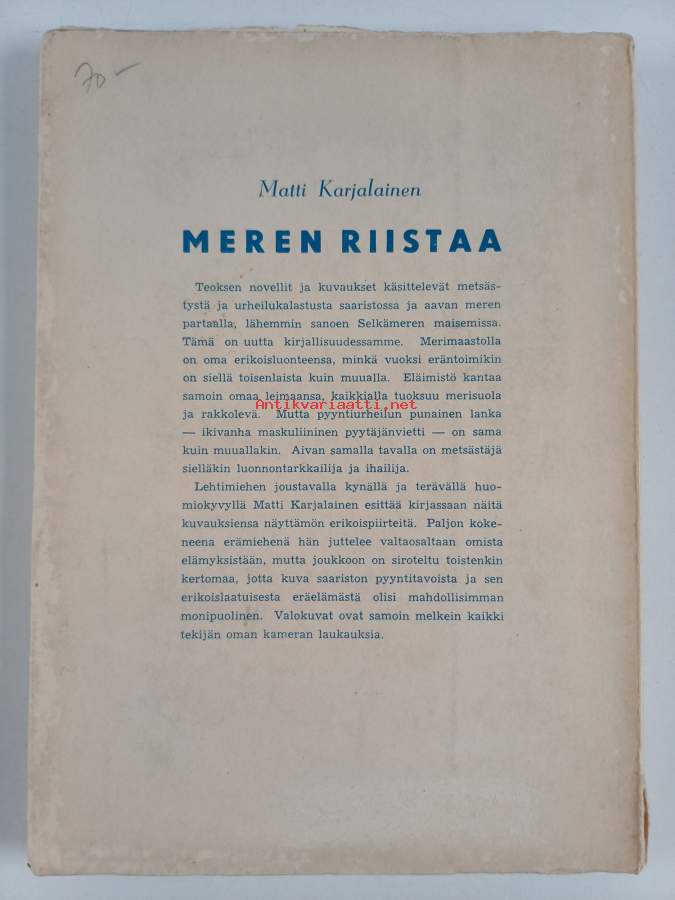 70-
Matti Karjalainen
MEREN RIISTAA
Teoksen novellit ja kuvaukset käsittelevät metsäs-
tystä ja urheilukalastusta saaristossa ja aavan meren
partaalla, lähemmin sanoen Selkämeren maisemissa.
Tämä on uutta kirjallisuudessamme. Merimaastolla
on oma erikoisluonteensa, minkä vuoksi eräntoimikin
on siellä toisenlaista kuin muualla. Eläimistö kantaa
samoin omaa leimaansa, kaikkialla tuoksuu merisuola
Antikvariaatti.net
ja rakkolevä. Mutta pyyntiurheilun punainen lanka
— ikivanha maskuliininen pyytäjänvietti — on sama
kuin muuallakin. Aivan samalla tavalla on metsästäjä
sielläkin luonnontarkkailija ja ihailija.
Lehtimiehen joustavalla kynällä ja terävällä huo-
miokyvyllä Matti Karjalainen esittää kirjassaan näitä
kuvauksiensa näyttämön erikoispiirteitä. Paljon koke-
neena erämiehenä hän juttelee valtaosaltaan omista
elämyksistään, mutta joukkoon on siroteltu toistenkin
kertomaa, jotta kuva saariston pyyntitavoista ja sen
erikoislaatuisesta eräelämästä olisi mahdollisimman
monipuolinen. Valokuvat ovat samoin melkein kaikki
tekijän oman kameran laukauksia.